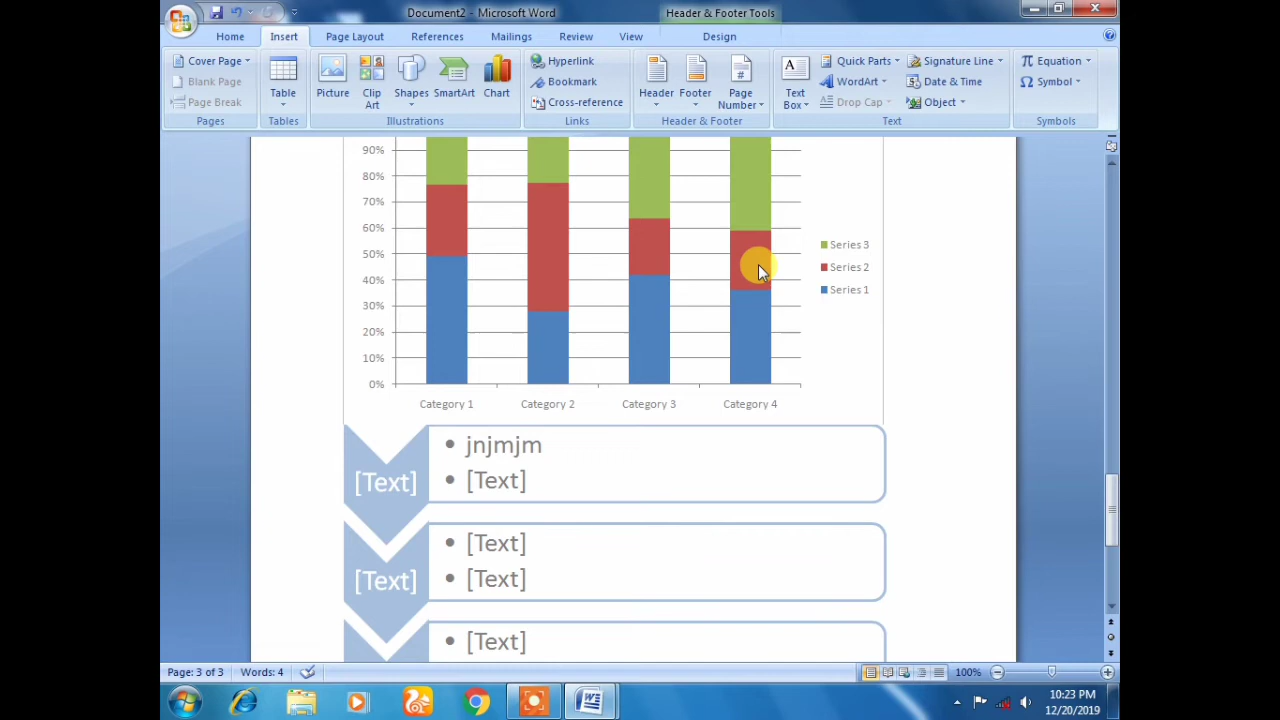 Document2 - Microsoft Word
Header & Footer Tools
Home Insert Page Layout References Mailings Review View Design
Cover Page
Blank Page
Page Break
Pages
Table
Tables
Picture
Clip Art
Shapes
SmartArt
Chart
Illustrations
Hyperlink
Bookmark
Cross-reference
Links
Header
Footer
Page Number
Header & Footer
Text Box
Quick Parts
WordArt
Drop Cap
Signature Line
Date & Time
Object
Text
Equation
Symbol
Symbols
90%
80%
70%
60%
50%
40%
30%
20%
10%
0%
Series 3
Series 2
Series 1
Category 1 Category 2 Category 3 Category 4
[Text]
• jnjmjm
• [Text]
[Text]
• [Text]
• [Text]
• [Text]
Page: 3 of 3 Words: 4 100%
10:23 PM
12/20/2019